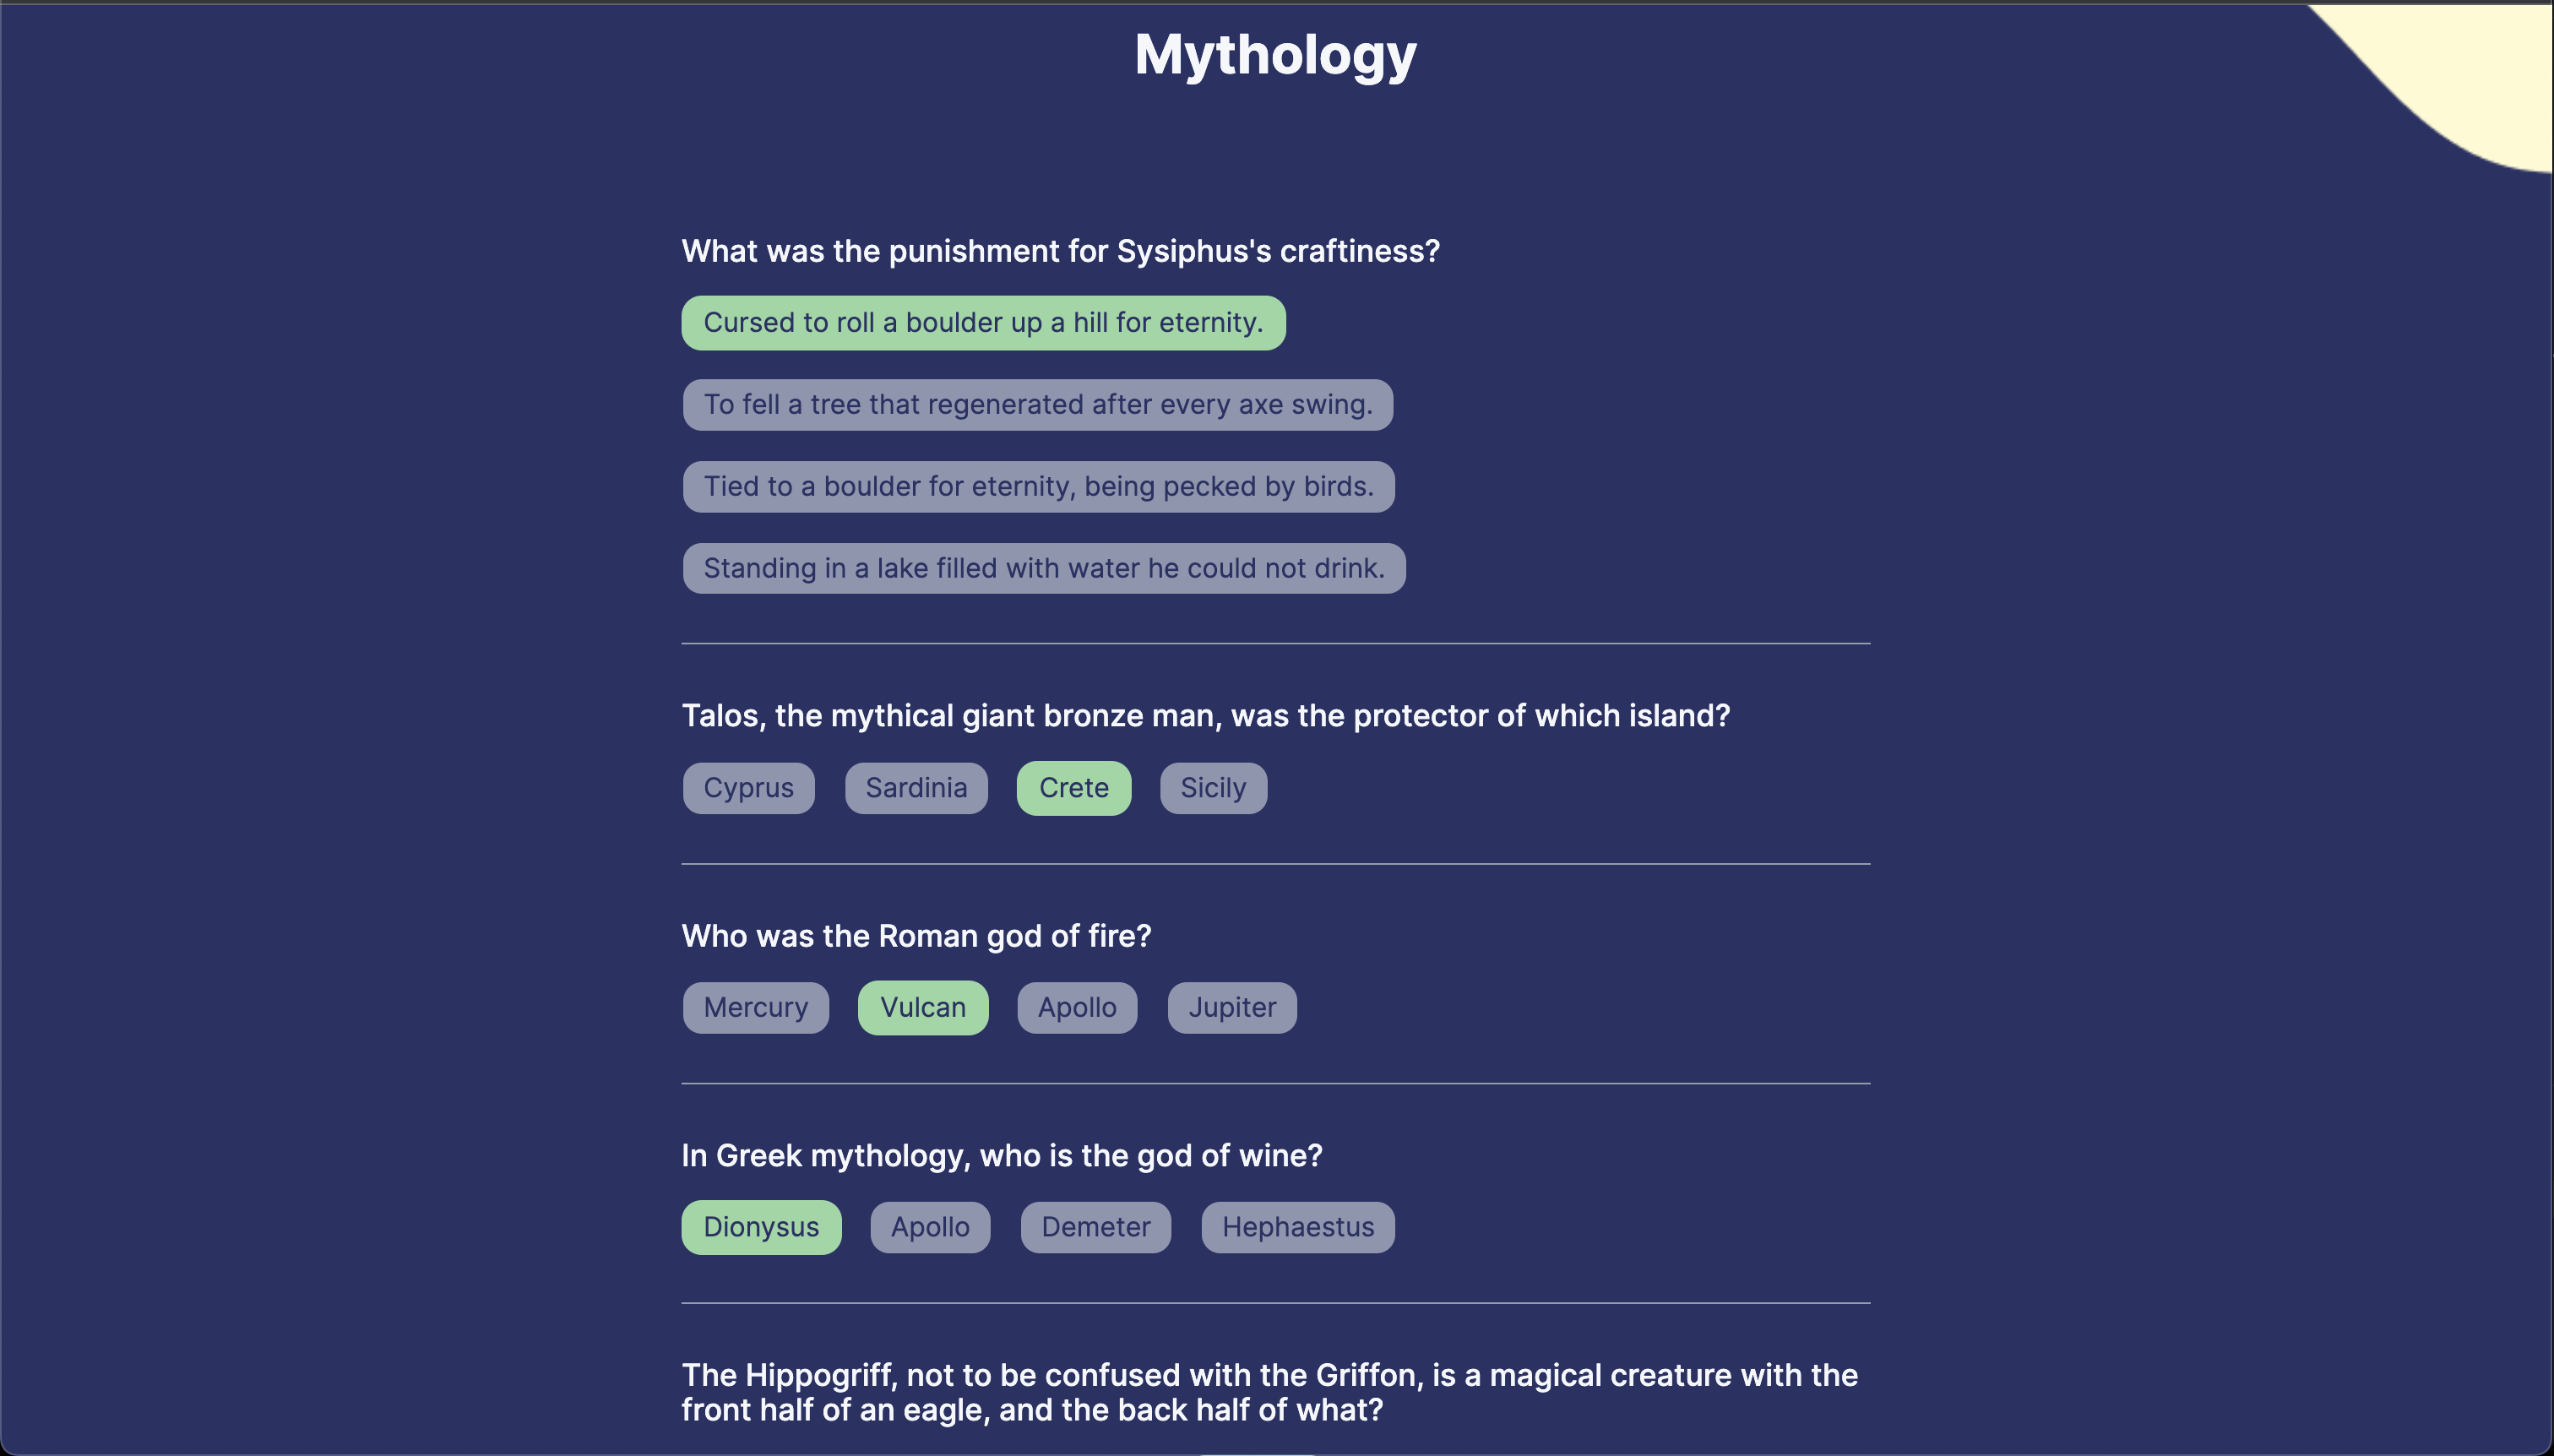 Mythology
What was the punishment for Sysiphus's craftiness?
Cursed to roll a boulder up a hill for eternity.
To fell a tree that regenerated after every axe swing.
Tied to a boulder for eternity, being pecked by birds.
Standing in a lake filled with water he could not drink.
Talos, the mythical giant bronze man, was the protector of which island?
Cyprus Sardinia Crete Sicily
Who was the Roman god of fire?
Mercury Vulcan Apollo Jupiter
In Greek mythology, who is the god of wine?
Dionysus Apollo Demeter Hephaestus
The Hippogriff, not to be confused with the Griffon, is a magical creature with the
front half of an eagle, and the back half of what?